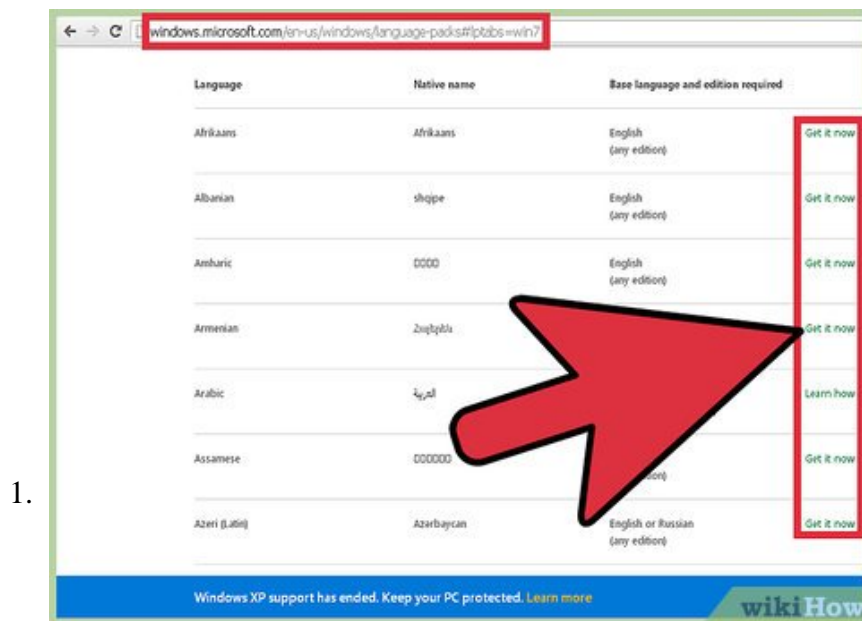 windows.microsoft.com/en-us/windows/language-packs#lptabs=win7
Language Native name Base language and edition required
Afrikaans Afrikaans English Get it now
(any edition)
Albanian shqipe English Get it now
(any edition)
Amharic English Get it now
(any edition)
Armenian Հայերեն Get it now
Arabic العربية Learn how
Assamese Get it now
1.
Azeri (Latin) Azərbaycan English or Russian Get it now
(any edition)
Windows XP support has ended. Keep your PC protected. Learn more
wikiHow